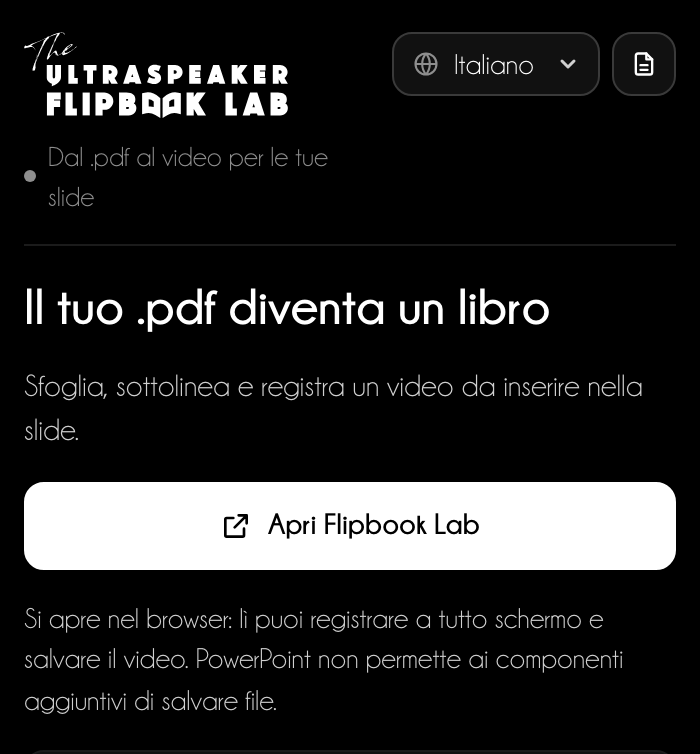 The
ULTRASPEAKER
FLIPBOOK LAB
Italiano
Dal .pdf al video per le tue
slide
Il tuo .pdf diventa un libro
Sfoglia, sottolinea e registra un video da inserire nella
slide.
Apri Flipbook Lab
Si apre nel browser: lì puoi registrare a tutto schermo e
salvare il video. PowerPoint non permette ai componenti
aggiuntivi di salvare file.